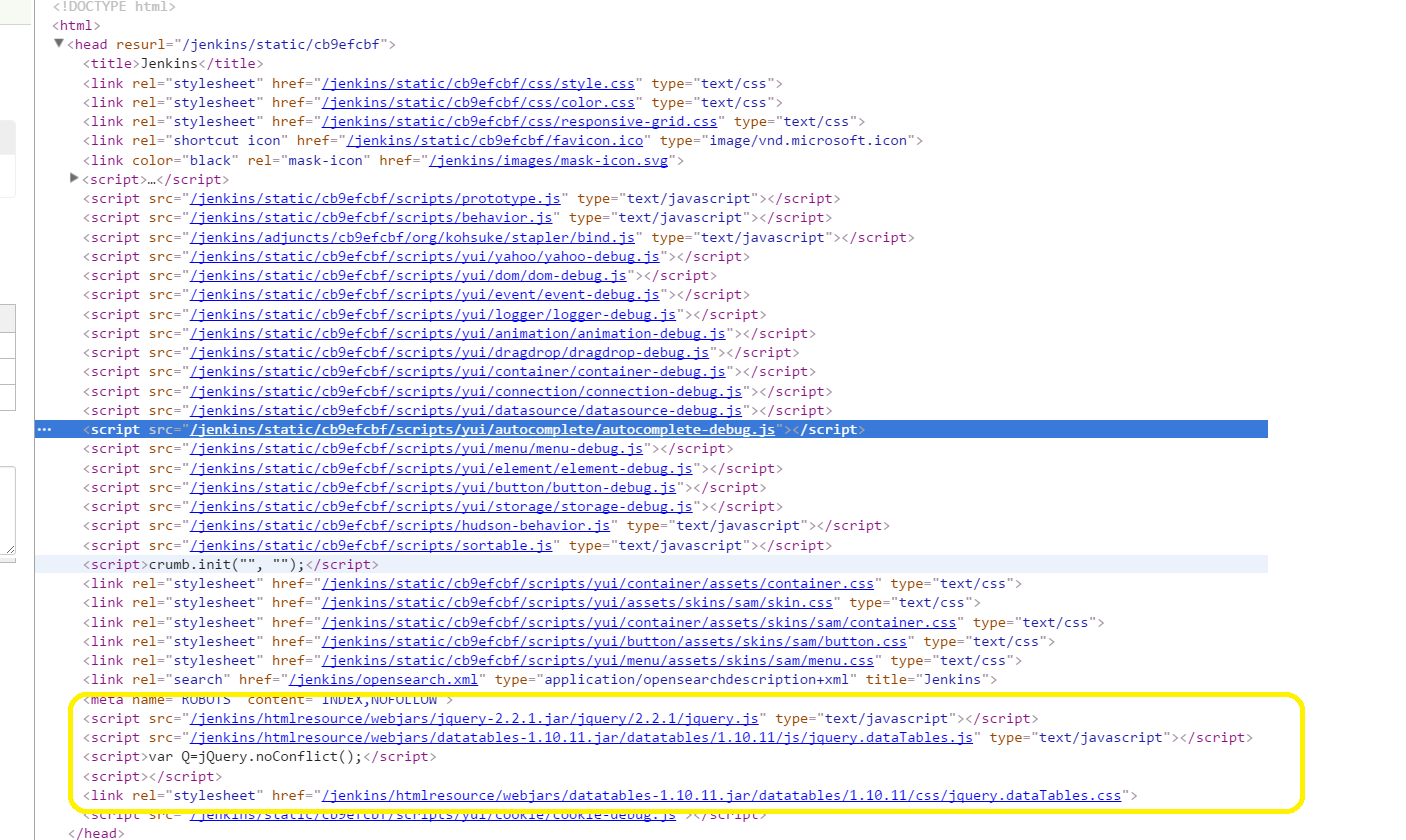 <!DOCTYPE html>
<html>
▼<head resurl="/jenkins/static/cb9efcbf">
<title>Jenkins</title>
<link rel="stylesheet" href="/jenkins/static/cb9efcbf/css/style.css" type="text/css">
<link rel="stylesheet" href="/jenkins/static/cb9efcbf/css/color.css" type="text/css">
<link rel="stylesheet" href="/jenkins/static/cb9efcbf/css/responsive-grid.css" type="text/css">
<link rel="shortcut icon" href="/jenkins/static/cb9efcbf/favicon.ico" type="image/vnd.microsoft.icon">
<link color="black" rel="mask-icon" href="/jenkins/images/mask-icon.svg">
▶<script>…</script>
<script src="/jenkins/static/cb9efcbf/scripts/prototype.js" type="text/javascript"></script>
<script src="/jenkins/static/cb9efcbf/scripts/behavior.js" type="text/javascript"></script>
<script src="/jenkins/adjuncts/cb9efcbf/org/kohsuke/stapler/bind.js" type="text/javascript"></script>
<script src="/jenkins/static/cb9efcbf/scripts/yui/yahoo/yahoo-debug.js"></script>
<script src="/jenkins/static/cb9efcbf/scripts/yui/dom/dom-debug.js"></script>
<script src="/jenkins/static/cb9efcbf/scripts/yui/event/event-debug.js"></script>
<script src="/jenkins/static/cb9efcbf/scripts/yui/logger/logger-debug.js"></script>
<script src="/jenkins/static/cb9efcbf/scripts/yui/animation/animation-debug.js"></script>
<script src="/jenkins/static/cb9efcbf/scripts/yui/dragdrop/dragdrop-debug.js"></script>
<script src="/jenkins/static/cb9efcbf/scripts/yui/container/container-debug.js"></script>
<script src="/jenkins/static/cb9efcbf/scripts/yui/connection/connection-debug.js"></script>
<script src="/jenkins/static/cb9efcbf/scripts/yui/datasource/datasource-debug.js"></script>
… <script src="/jenkins/static/cb9efcbf/scripts/yui/autocomplete/autocomplete-debug.js"></script>
<script src="/jenkins/static/cb9efcbf/scripts/yui/menu/menu-debug.js"></script>
<script src="/jenkins/static/cb9efcbf/scripts/yui/element/element-debug.js"></script>
<script src="/jenkins/static/cb9efcbf/scripts/yui/button/button-debug.js"></script>
<script src="/jenkins/static/cb9efcbf/scripts/yui/storage/storage-debug.js"></script>
<script src="/jenkins/static/cb9efcbf/scripts/hudson-behavior.js" type="text/javascript"></script>
<script src="/jenkins/static/cb9efcbf/scripts/sortable.js" type="text/javascript"></script>
<script>crumb.init("", "");</script>
<link rel="stylesheet" href="/jenkins/static/cb9efcbf/scripts/yui/container/assets/container.css" type="text/css">
<link rel="stylesheet" href="/jenkins/static/cb9efcbf/scripts/yui/assets/skins/sam/skin.css" type="text/css">
<link rel="stylesheet" href="/jenkins/static/cb9efcbf/scripts/yui/container/assets/skins/sam/container.css" type="text/css">
<link rel="stylesheet" href="/jenkins/static/cb9efcbf/scripts/yui/button/assets/skins/sam/button.css" type="text/css">
<link rel="stylesheet" href="/jenkins/static/cb9efcbf/scripts/yui/menu/assets/skins/sam/menu.css" type="text/css">
<link rel="search" href="/jenkins/opensearch.xml" type="application/opensearchdescription+xml" title="Jenkins">
<meta name="ROBOTS" content="INDEX,NOFOLLOW">
<script src="/jenkins/htmlresource/webjars/jquery-2.2.1.jar/jquery/2.2.1/jquery.js" type="text/javascript"></script>
<script src="/jenkins/htmlresource/webjars/datatables-1.10.11.jar/datatables/1.10.11/js/jquery.dataTables.js" type="text/javascript"></script>
<script>var Q=jQuery.noConflict();</script>
<script></script>
<link rel="stylesheet" href="/jenkins/htmlresource/webjars/datatables-1.10.11.jar/datatables/1.10.11/css/jquery.dataTables.css">
<script src="/jenkins/static/cb9efcbf/scripts/yui/cookie/cookie-debug.js"></script>
</head>